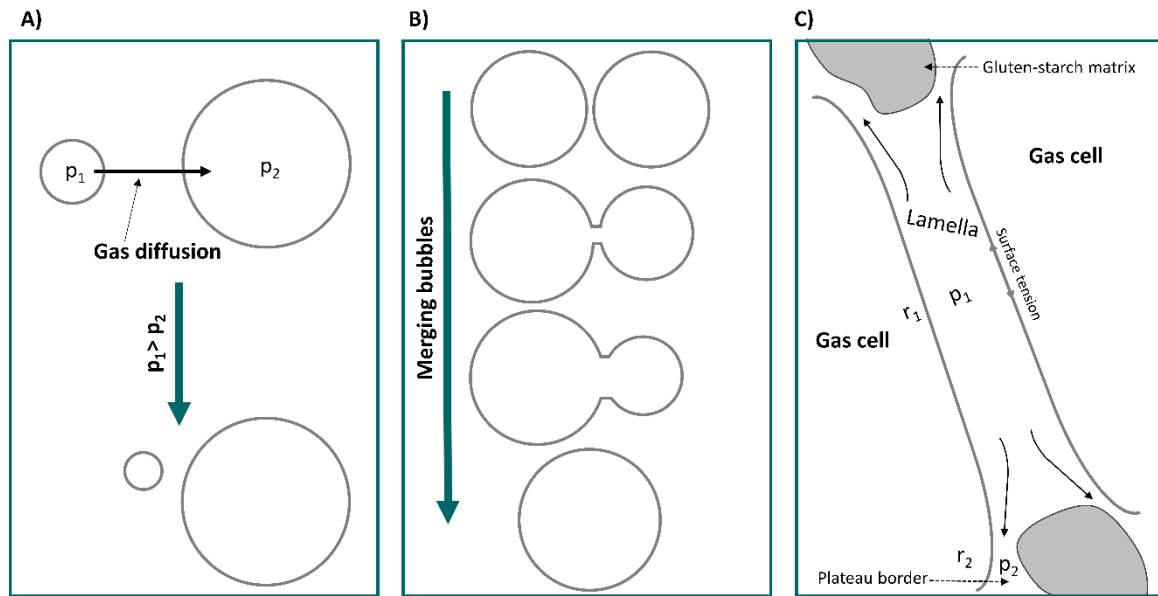 A)
p₁
p₂
Gas diffusion
p₁> p₂
B)
Merging bubbles
C)
Gluten-starch matrix
Gas cell
Lamella
Surface tension
p₁
r₁
Gas cell
r₂
p₂
Plateau border